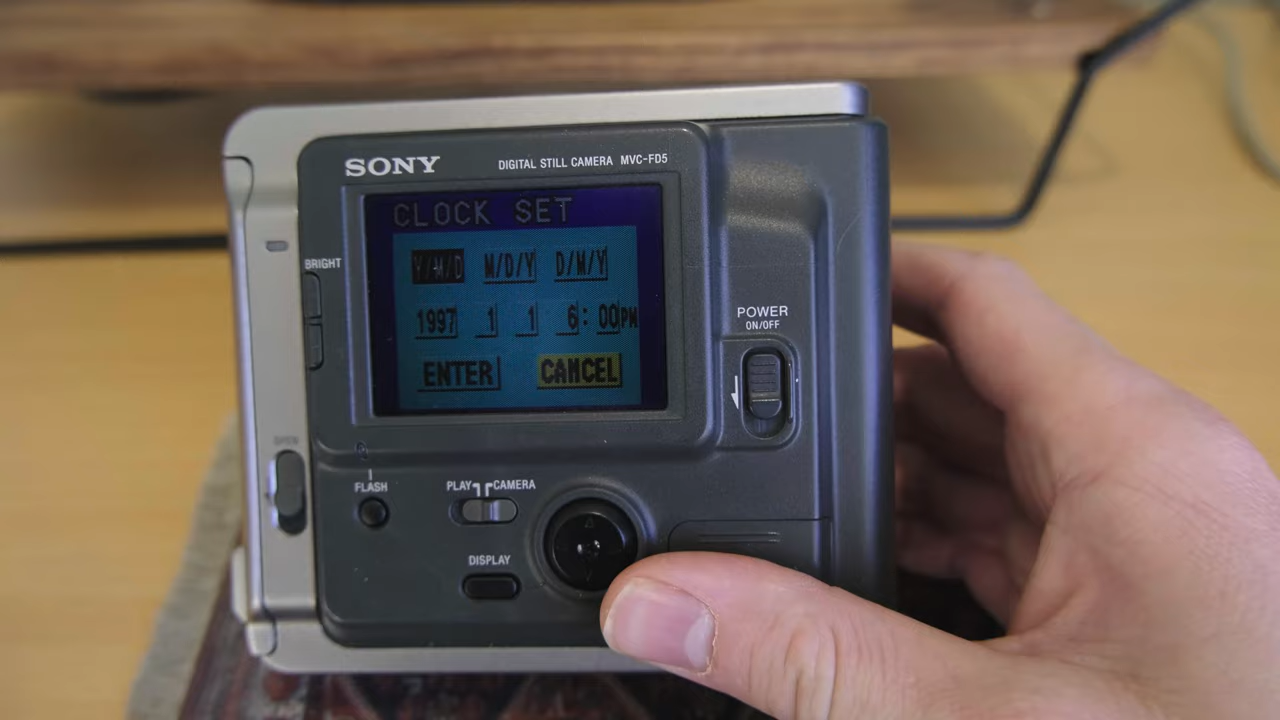 SONY
DIGITAL STILL CAMERA MVC-FD5
CLOCK SET
Y/M/D M/D/Y D/M/Y
1997 1 1 6:00PM
ENTER CANCEL
BRIGHT
POWER
ON/OFF
OPEN
FLASH
PLAY CAMERA
DISPLAY